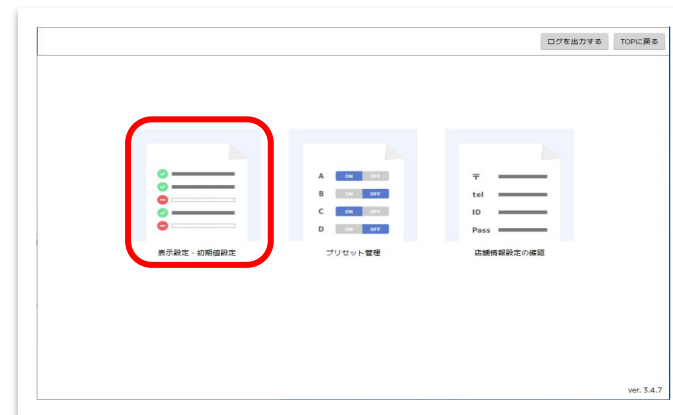 ログを出力する TOPに戻る
A ON OFF
B ON OFF
C ON OFF
D ON OFF
〒
tel
ID
Pass
表示設定・初期値設定 プリセット管理 店舗情報設定の確認
ver. 3.4.7